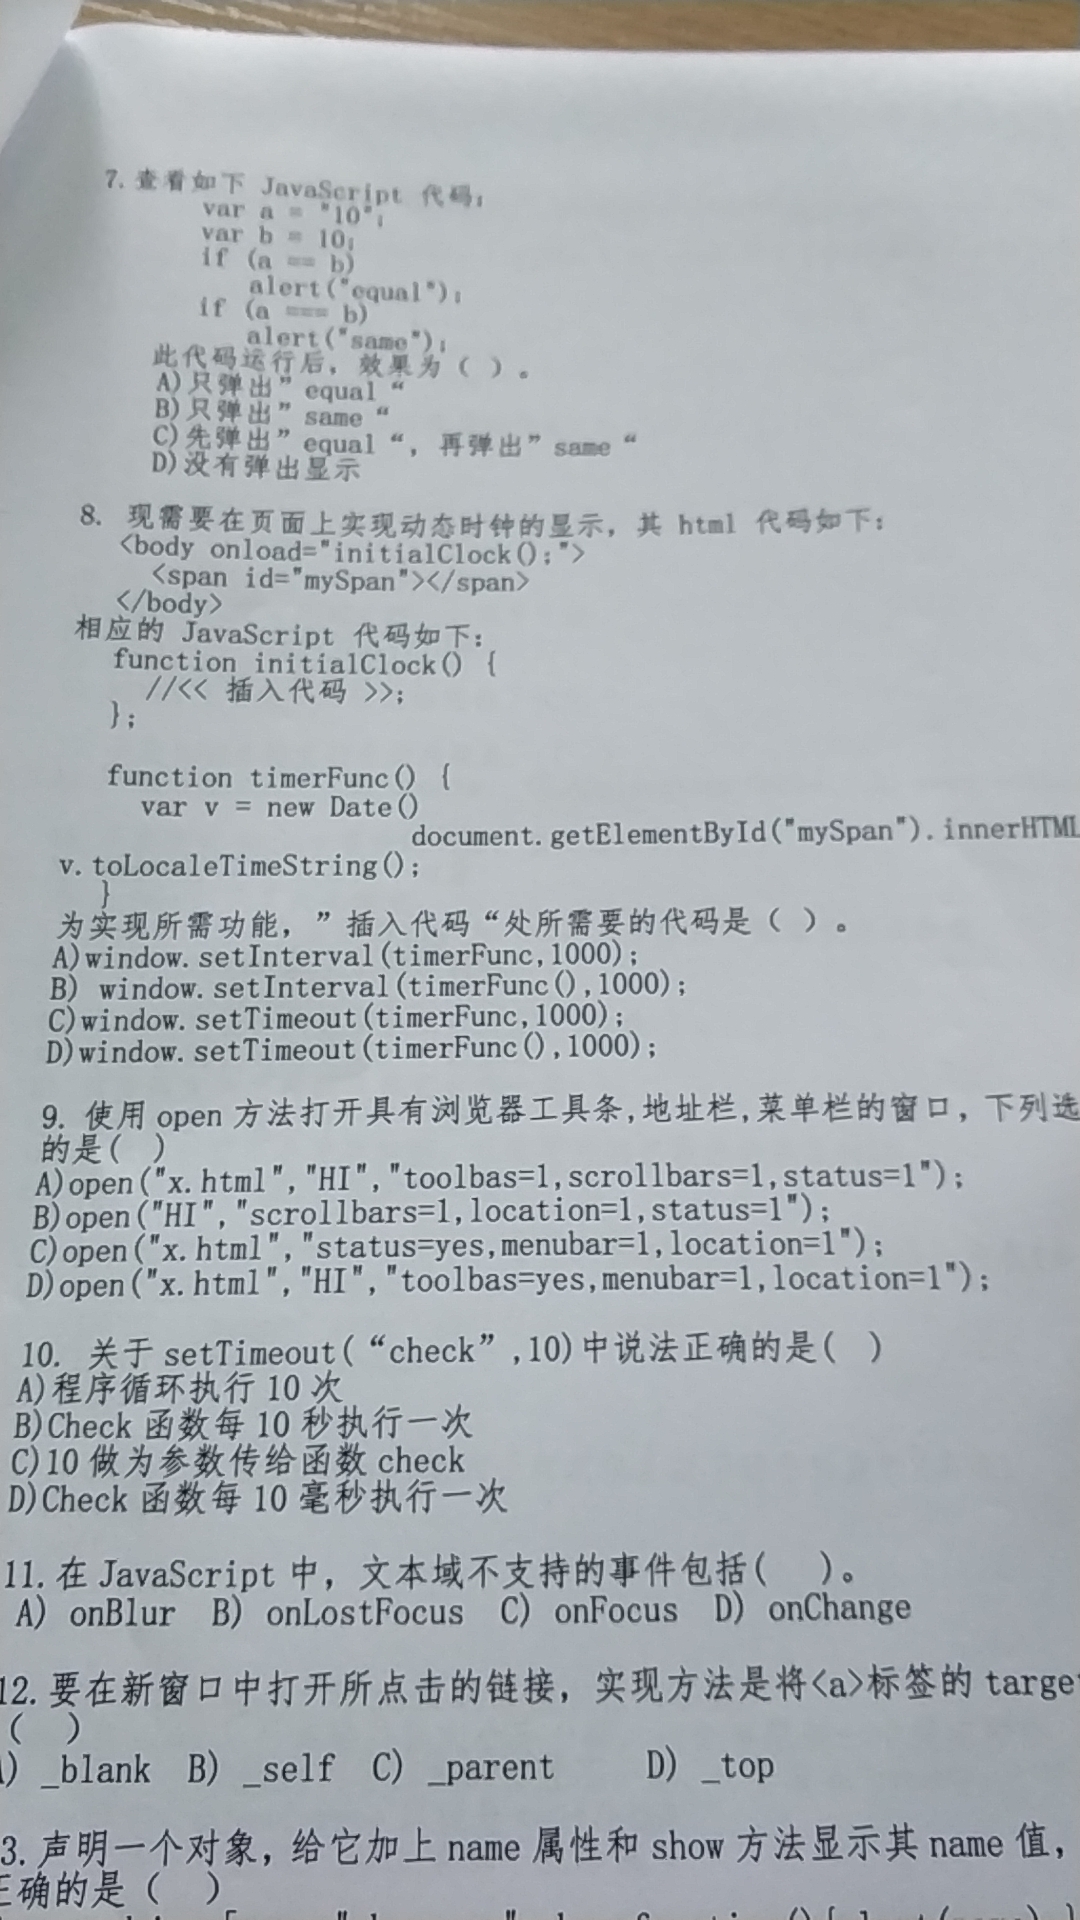 7. 查看如下 JavaScript 代码;
var a = "10";
var b = 10;
if (a == b)
alert("equal");
if (a === b)
alert("same");
此代码运行后, 效果为 ( ) 。
A)只弹出” equal “
B)只弹出” same “
C)先弹出” equal “, 再弹出” same “
D)没有弹出显示
8. 现需要在页面上实现动态时钟的显示, 其 html 代码如下:
<body onload="initialClock();">
<span id="mySpan"></span>
</body>
相应的 JavaScript 代码如下:
function initialClock() {
//<< 插入代码 >>;
};
function timerFunc() {
var v = new Date()
document.getElementById("mySpan").innerHTML
v.toLocaleTimeString();
}
为实现所需功能, ”插入代码“处所需要的代码是 ( ) 。
A)window.setInterval(timerFunc,1000);
B) window.setInterval(timerFunc(),1000);
C)window.setTimeout(timerFunc,1000);
D)window.setTimeout(timerFunc(),1000);
9. 使用 open 方法打开具有浏览器工具条,地址栏,菜单栏的窗口, 下列选
的是( )
A)open("x.html","HI","toolbas=1,scrollbars=1,status=1");
B)open("HI","scrollbars=1,location=1,status=1");
C)open("x.html","status=yes,menubar=1,location=1");
D)open("x.html","HI","toolbas=yes,menubar=1,location=1");
10. 关于 setTimeout(“check”,10)中说法正确的是( )
A)程序循环执行 10 次
B)Check 函数每 10 秒执行一次
C)10 做为参数传给函数 check
D)Check 函数每 10 毫秒执行一次
11.在 JavaScript 中, 文本域不支持的事件包括( )。
A) onBlur B) onLostFocus C) onFocus D) onChange
12.要在新窗口中打开所点击的链接, 实现方法是将<a>标签的 targe
( )
) _blank B) _self C) _parent D) _top
3.声明一个对象, 给它加上 name 属性和 show 方法显示其 name 值,
正确的是 ( )